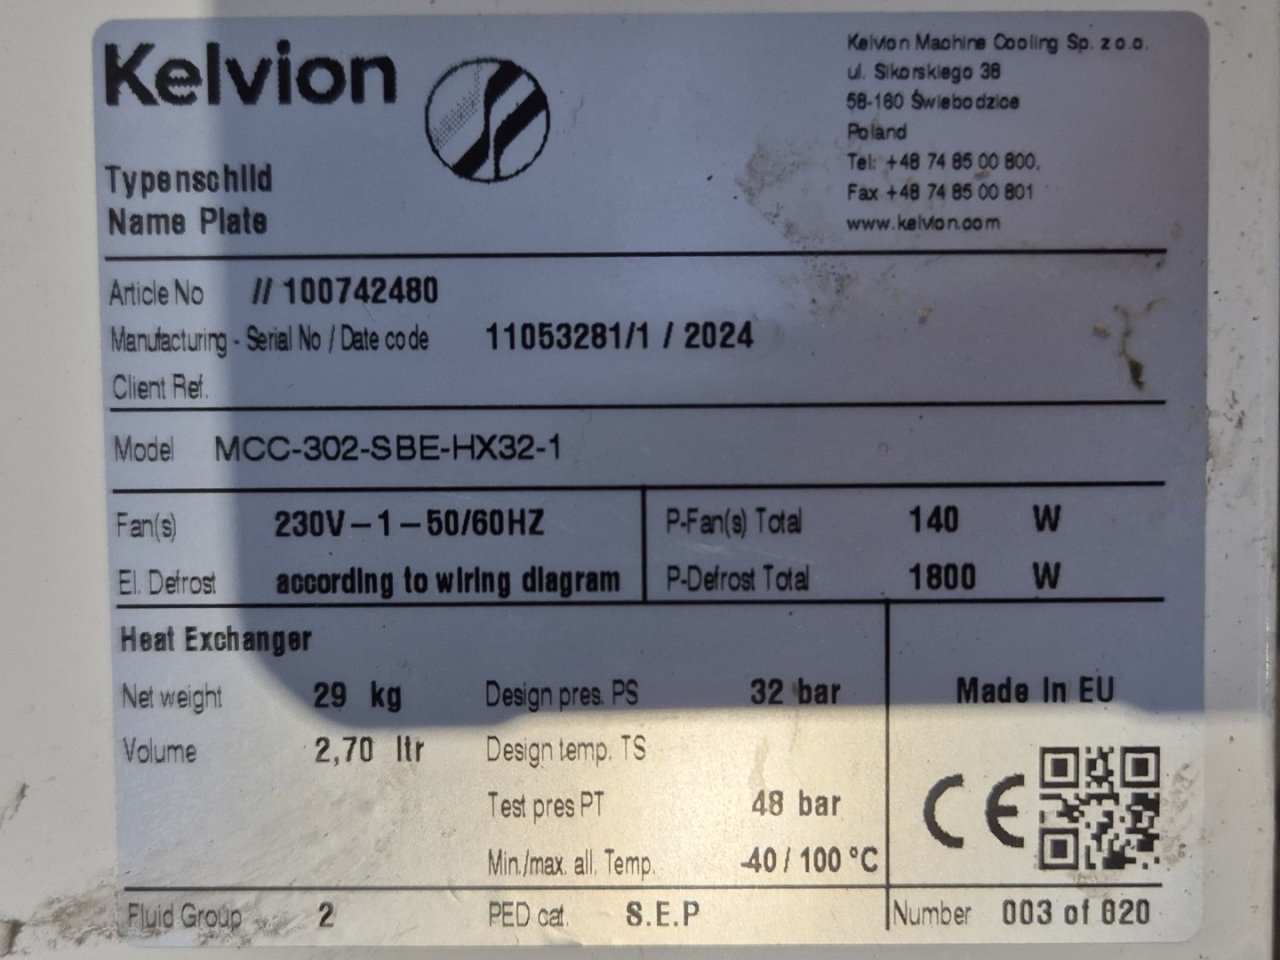 Kelvion
Kelvion Machine Cooling Sp. z o.o.
ul. Sikorskiego 38
58-160 Świebodzice
Poland
Tel: +48 74 85 00 800,
Fax +48 74 85 00 801
www.kelvion.com
Typenschild
Name Plate
Article No // 100742480
Manufacturing - Serial No / Date code 11053281/1 / 2024
Client Ref.
Model MCC-302-SBE-HX32-1
Fan(s) 230V-1-50/60HZ P-Fan(s) Total 140 W
El. Defrost according to wiring diagram P-Defrost Total 1800 W
Heat Exchanger
Net weight 29 kg Design pres. PS 32 bar Made In EU
Volume 2,70 ltr Design temp. TS
Test pres PT 48 bar CE
Min./max. all. Temp. -40 / 100 °C
Fluid Group 2 PED cat. S.E.P Number 003 of 020